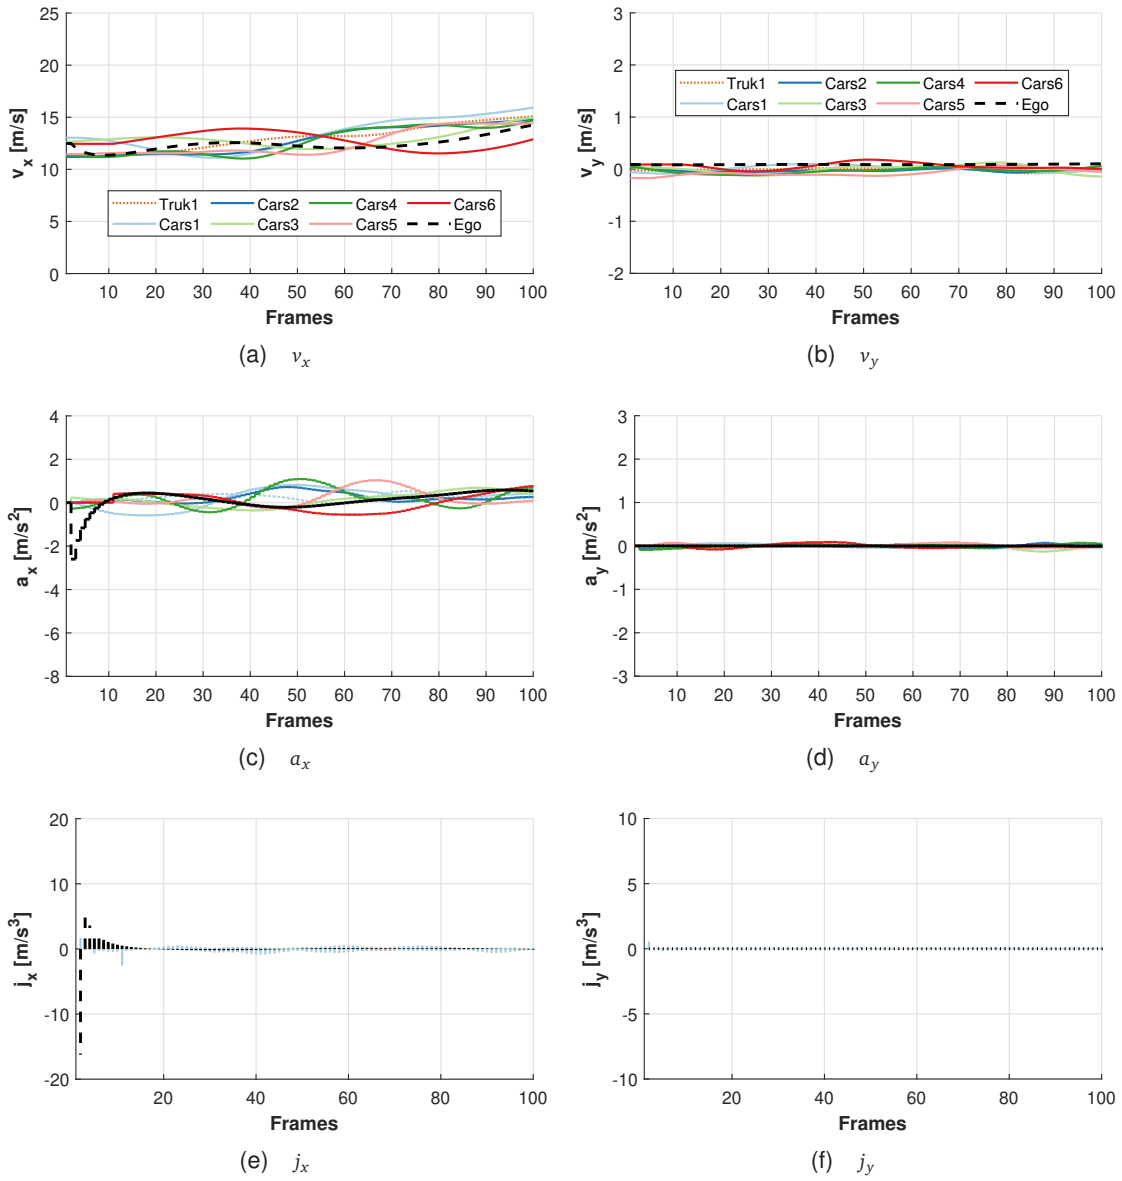 25
20
15
10
5
0
v_x [m/s]
Truk1 Cars2 Cars4 Cars6
Cars1 Cars3 Cars5 Ego
10 20 30 40 50 60 70 80 90 100
Frames
(a) v_x
3
2
1
0
-1
-2
v_y [m/s]
Truk1 Cars2 Cars4 Cars6
Cars1 Cars3 Cars5 Ego
10 20 30 40 50 60 70 80 90 100
Frames
(b) v_y
4
2
0
-2
-4
-6
-8
a_x [m/s²]
10 20 30 40 50 60 70 80 90 100
Frames
(c) a_x
3
2
1
0
-1
-2
-3
a_y [m/s²]
10 20 30 40 50 60 70 80 90 100
Frames
(d) a_y
20
10
0
-10
-20
j_x [m/s³]
20 40 60 80 100
Frames
(e) j_x
10
5
0
-5
-10
j_y [m/s³]
20 40 60 80 100
Frames
(f) j_y